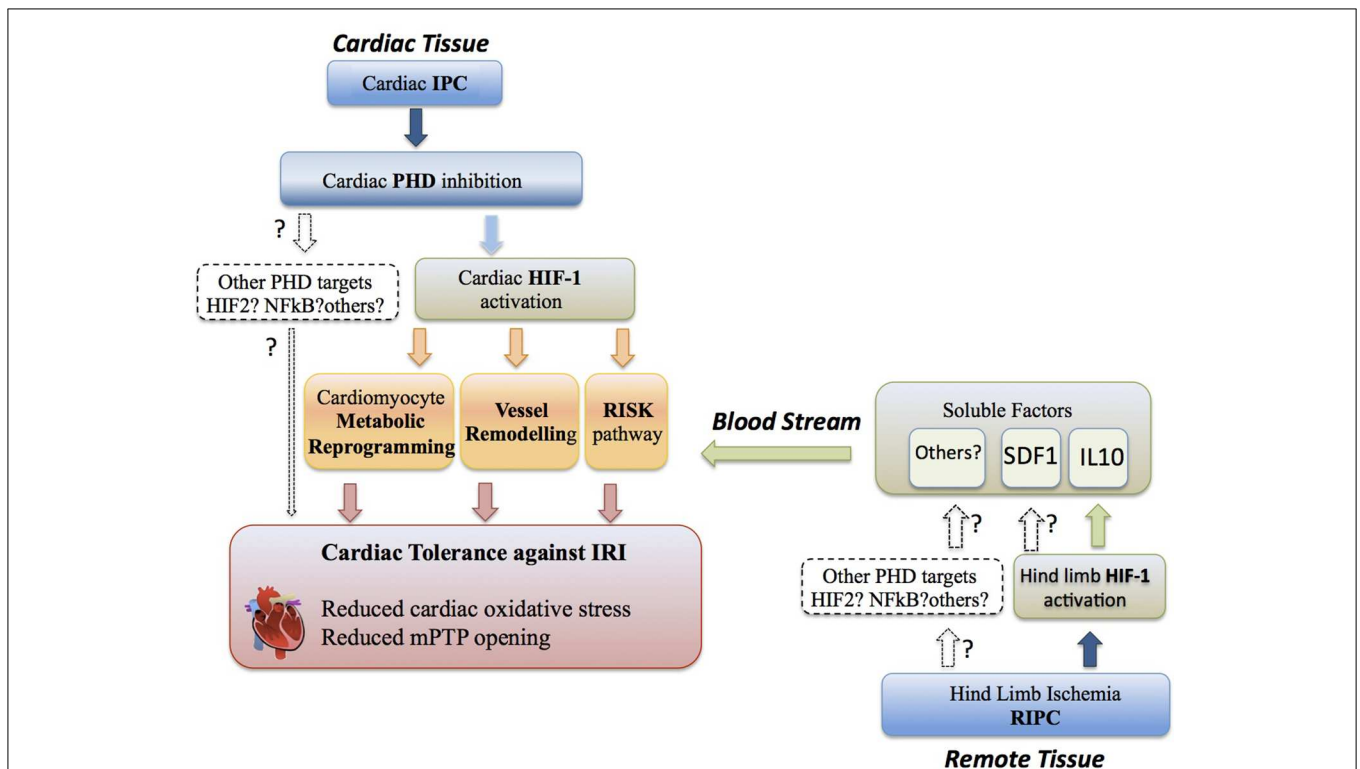 Cardiac Tissue
Cardiac IPC
Cardiac PHD inhibition
?
Other PHD targets
HIF2? NFkB?others?
Cardiac HIF-1
activation
?
Cardiomyocyte
Metabolic
Reprogramming
Vessel
Remodelling
RISK
pathway
Cardiac Tolerance against IRI
Reduced cardiac oxidative stress
Reduced mPTP opening
Blood Stream
Soluble Factors
Others?
SDF1
IL10
?
?
Other PHD targets
HIF2? NFkB?others?
Hind limb HIF-1
activation
?
Hind Limb Ischemia
RIPC
Remote Tissue